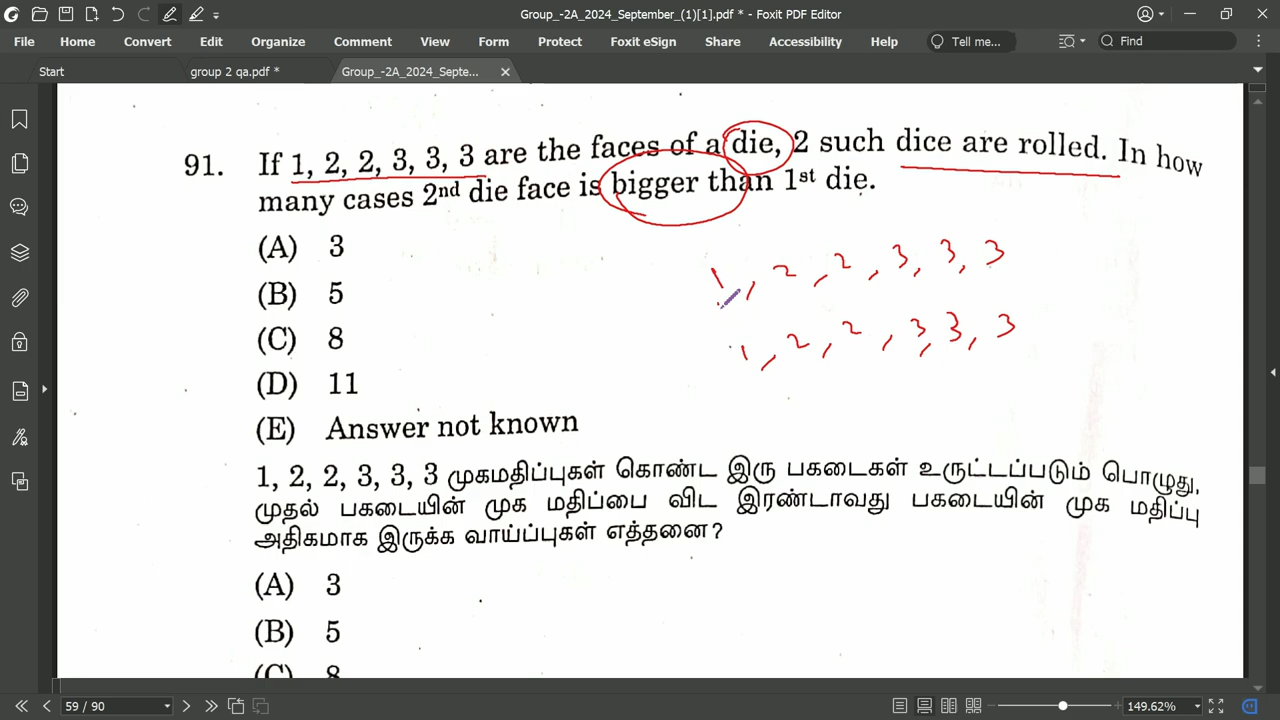 Group_-2A_2024_September_(1)[1].pdf * - Foxit PDF Editor
File Home Convert Edit Organize Comment View Form Protect Foxit eSign Share Accessibility Help Tell me... Find
Start group 2 qa.pdf * Group_-2A_2024_Septe...
91. If 1, 2, 2, 3, 3, 3 are the faces of a die, 2 such dice are rolled. In how
many cases 2nd die face is bigger than 1st die.
(A) 3
1, 2, 2, 3, 3, 3
(B) 5
(C) 8
1, 2, 2, 3, 3, 3
(D) 11
(E) Answer not known
1, 2, 2, 3, 3, 3 முகமதிப்புகள் கொண்ட இரு பகடைகள் உருட்டப்படும் பொழுது,
முதல் பகடையின் முக மதிப்பை விட இரண்டாவது பகடையின் முக மதிப்பு
அதிகமாக இருக்க வாய்ப்புகள் எத்தனை?
(A) 3
(B) 5
(C) 8
59 / 90 149.62%